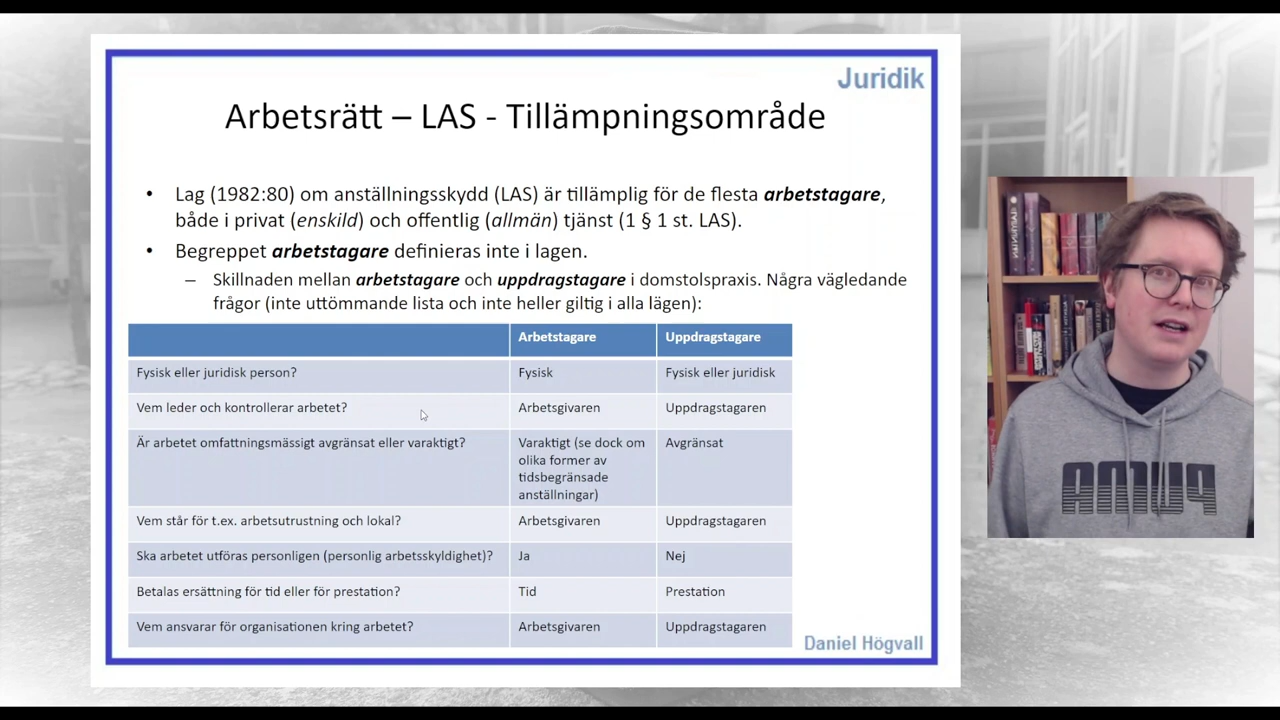 Juridik
Arbetsrätt – LAS - Tillämpningsområde
• Lag (1982:80) om anställningsskydd (LAS) är tillämplig för de flesta arbetstagare,
både i privat (enskild) och offentlig (allmän) tjänst (1 § 1 st. LAS).
• Begreppet arbetstagare definieras inte i lagen.
– Skillnaden mellan arbetstagare och uppdragstagare i domstolspraxis. Några vägledande
frågor (inte uttömmande lista och inte heller giltig i alla lägen):
Arbetstagare Uppdragstagare
Fysisk eller juridisk person? Fysisk Fysisk eller juridisk
Vem leder och kontrollerar arbetet? Arbetsgivaren Uppdragstagaren
Är arbetet omfattningsmässigt avgränsat eller varaktigt? Varaktigt (se dock om Avgränsat
olika former av
tidsbegränsade
anställningar)
Vem står för t.ex. arbetsutrustning och lokal? Arbetsgivaren Uppdragstagaren
Ska arbetet utföras personligen (personlig arbetsskyldighet)? Ja Nej
Betalas ersättning för tid eller för prestation? Tid Prestation
Vem ansvarar för organisationen kring arbetet? Arbetsgivaren Uppdragstagaren
Daniel Högvall